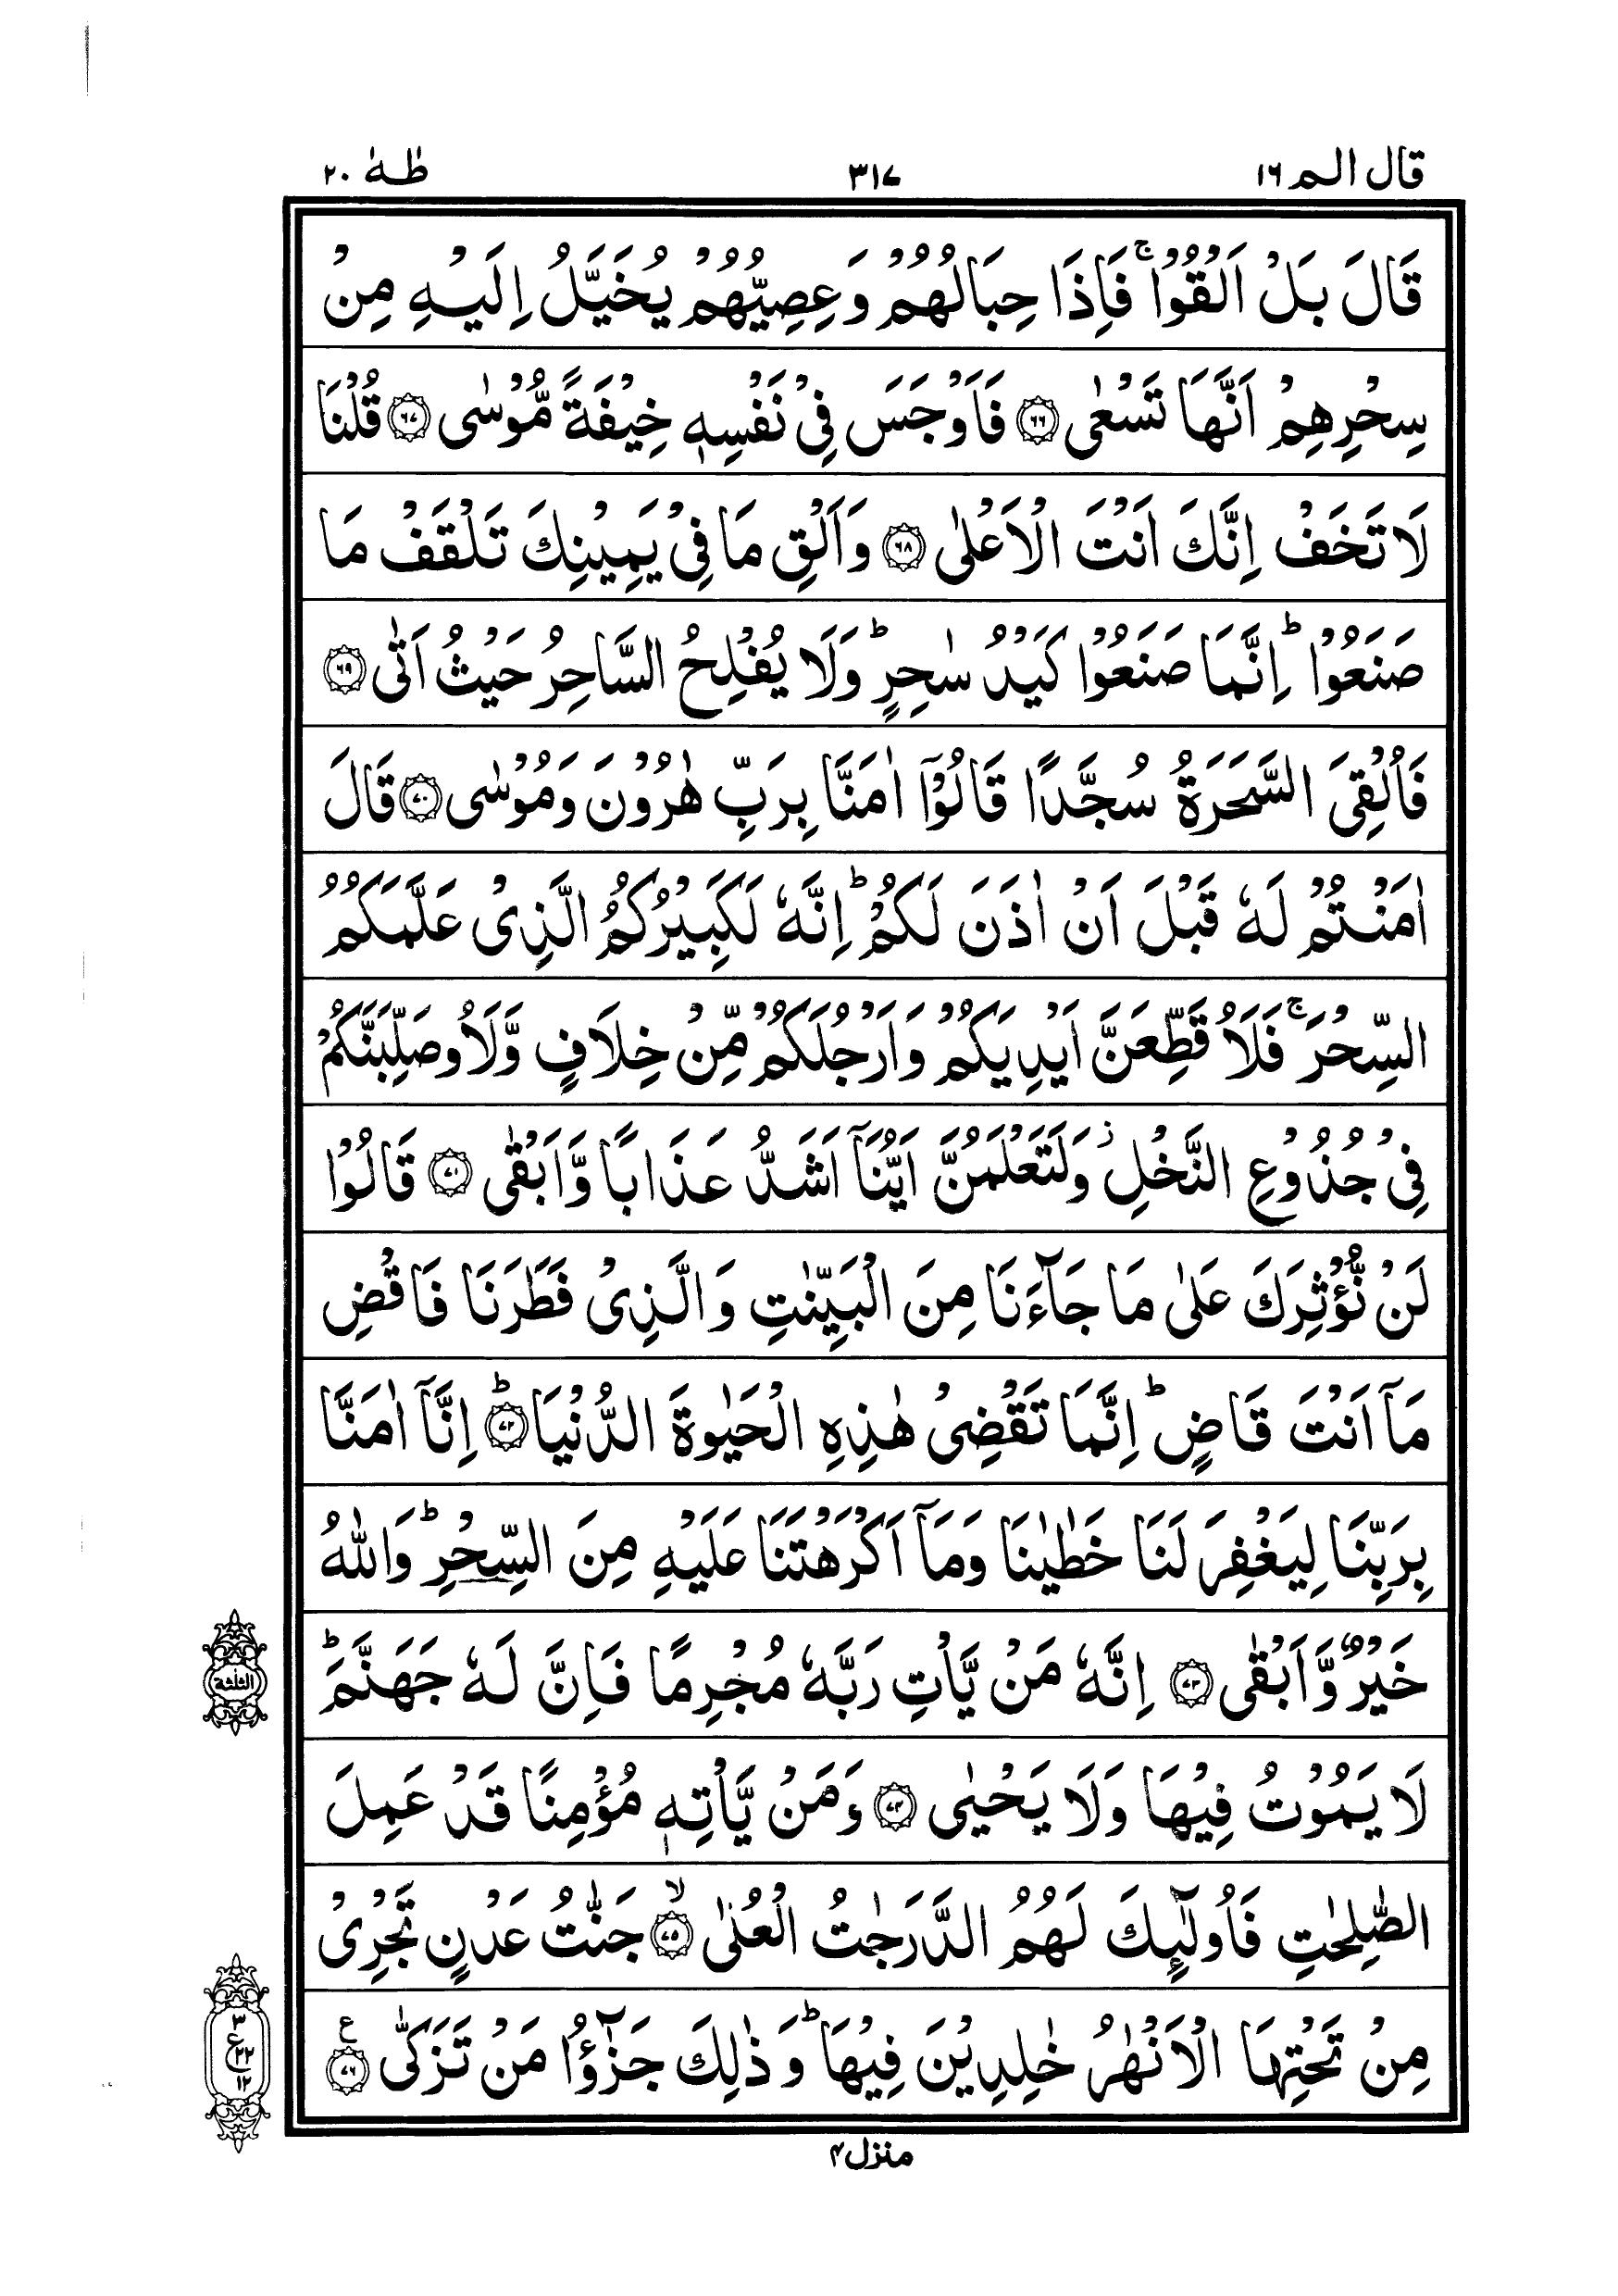 قال الم ١٦
٣١٧
طٰهٰ ٢٠
قَالَ بَلْ اَلْقُوْا ۚ فَاِذَا حِبَالُهُمْ وَعِصِيُّهُمْ يُخَيَّلُ اِلَيْهِ مِنْ
سِحْرِهِمْ اَنَّهَا تَسْعٰى ﴿٦٦﴾ فَاَوْجَسَ فِيْ نَفْسِهٖ خِيْفَةً مُّوْسٰى ﴿٦٧﴾ قُلْنَا
لَا تَخَفْ اِنَّكَ اَنْتَ الْاَعْلٰى ﴿٦٨﴾ وَاَلْقِ مَا فِيْ يَمِيْنِكَ تَلْقَفْ مَا
صَنَعُوْا ؕ اِنَّمَا صَنَعُوْا كَيْدُ سٰحِرٍ ؕ وَلَا يُفْلِحُ السَّاحِرُ حَيْثُ اَتٰى ﴿٦٩﴾
فَاُلْقِيَ السَّحَرَةُ سُجَّدًا قَالُوْٓا اٰمَنَّا بِرَبِّ هٰرُوْنَ وَمُوْسٰى ﴿٧٠﴾ قَالَ
اٰمَنْتُمْ لَهٗ قَبْلَ اَنْ اٰذَنَ لَكُمْ ؕ اِنَّهٗ لَكَبِيْرُكُمُ الَّذِيْ عَلَّمَكُمُ
السِّحْرَ ۚ فَلَاُقَطِّعَنَّ اَيْدِيَكُمْ وَاَرْجُلَكُمْ مِّنْ خِلَافٍ وَّلَاُوصَلِّبَنَّكُمْ
فِيْ جُذُوْعِ النَّخْلِ ؗ وَلَتَعْلَمُنَّ اَيُّنَآ اَشَدُّ عَذَابًا وَّاَبْقٰى ﴿٧١﴾ قَالُوْا
لَنْ نُّؤْثِرَكَ عَلٰى مَا جَآءَنَا مِنَ الْبَيِّنٰتِ وَالَّذِيْ فَطَرَنَا فَاقْضِ
مَآ اَنْتَ قَاضٍ ؕ اِنَّمَا تَقْضِيْ هٰذِهِ الْحَيٰوةَ الدُّنْيَا ﴿٧٢﴾ؕ اِنَّآ اٰمَنَّا
بِرَبِّنَا لِيَغْفِرَ لَنَا خَطٰيٰنَا وَمَآ اَكْرَهْتَنَا عَلَيْهِ مِنَ السِّحْرِ ؕ وَاللّٰهُ
خَيْرٌ وَّاَبْقٰى ﴿٧٣﴾ اِنَّهٗ مَنْ يَّاْتِ رَبَّهٗ مُجْرِمًا فَاِنَّ لَهٗ جَهَنَّمَ ؕ
الثلثة
لَا يَمُوْتُ فِيْهَا وَلَا يَحْيٰى ﴿٧٤﴾ وَمَنْ يَّاْتِهٖ مُؤْمِنًا قَدْ عَمِلَ
الصّٰلِحٰتِ فَاُولٰٓئِكَ لَهُمُ الدَّرَجٰتُ الْعُلٰى ﴿٧٥﴾ۙ جَنّٰتُ عَدْنٍ تَجْرِيْ
مِنْ تَحْتِهَا الْاَنْهٰرُ خٰلِدِيْنَ فِيْهَا ؕ وَذٰلِكَ جَزٰٓؤُا مَنْ تَزَكّٰى ﴿٧٦﴾ ع
٣
ع ٢٢
١٢
منزل ٤